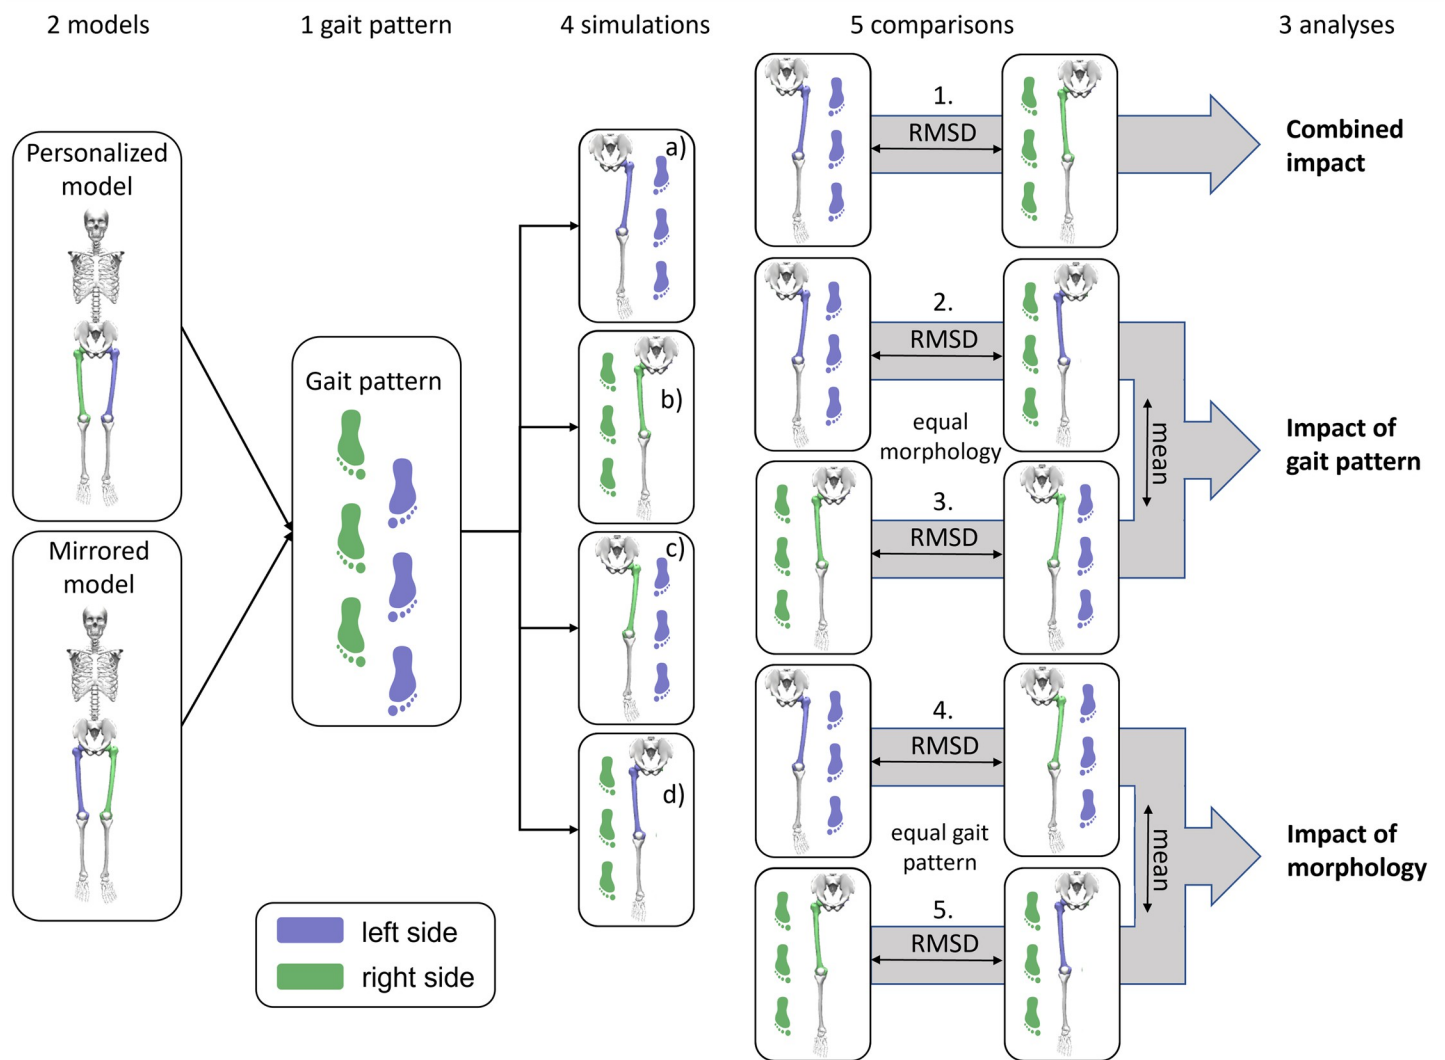 2 models
1 gait pattern
4 simulations
5 comparisons
3 analyses
Personalized
model
Mirrored
model
Gait pattern
a)
b)
c)
d)
1.
RMSD
Combined
impact
2.
RMSD
equal
morphology
3.
RMSD
mean
Impact of
gait pattern
4.
RMSD
equal gait
pattern
5.
RMSD
mean
Impact of
morphology
left side
right side